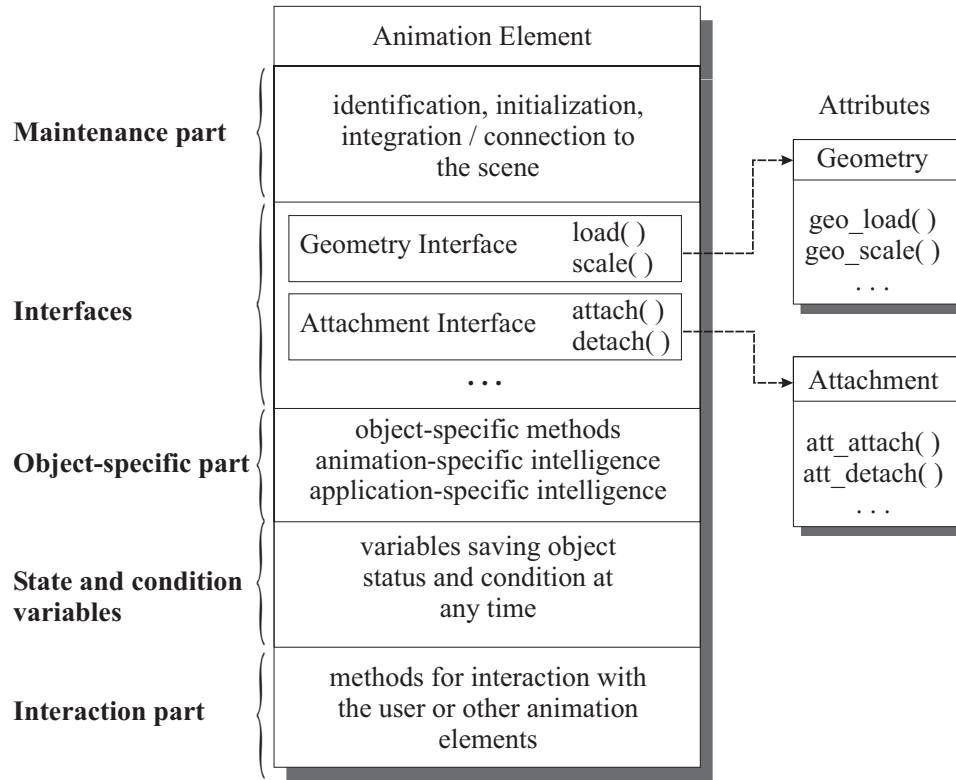 Animation Element
Maintenance part
identification, initialization,
integration / connection to
the scene
Interfaces
Geometry Interface
load( )
scale( )
Attachment Interface
attach( )
detach( )
. . .
Object-specific part
object-specific methods
animation-specific intelligence
application-specific intelligence
State and condition
variables
variables saving object
status and condition at
any time
Interaction part
methods for interaction with
the user or other animation
elements
Attributes
Geometry
geo_load( )
geo_scale( )
. . .
Attachment
att_attach( )
att_detach( )
. . .